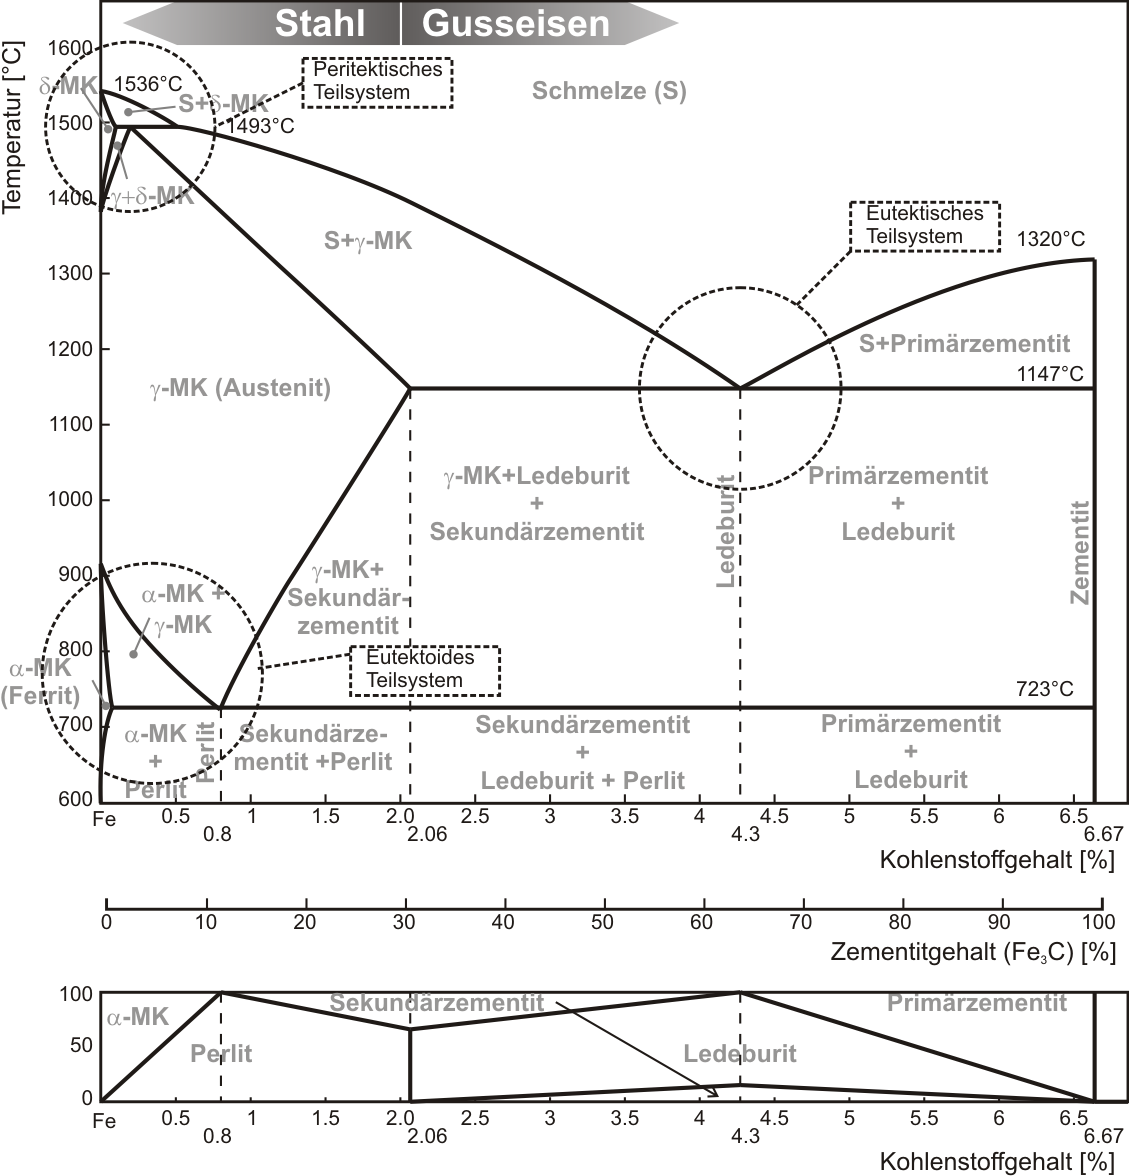 Stahl Gusseisen
Temperatur [°C]
1600
1500
1400
1300
1200
1100
1000
900
800
700
600
δ-MK
1536°C
S+δ-MK
1493°C
γ+δ-MK
Peritektisches
Teilsystem
Schmelze (S)
S+γ-MK
Eutektisches
Teilsystem
1320°C
S+Primärzementit
1147°C
γ-MK (Austenit)
γ-MK+Ledeburit
+
Sekundärzementit
Ledeburit
Primärzementit
+
Ledeburit
Zementit
α-MK +
γ-MK
γ-MK+
Sekundär-
zementit
Eutektoides
Teilsystem
α-MK
(Ferrit)
723°C
α-MK
+
Perlit
Perlit
Sekundärze-
mentit +Perlit
Sekundärzementit
+
Ledeburit + Perlit
Primärzementit
+
Ledeburit
Fe 0.5 1 1.5 2.0 2.5 3 3.5 4 4.5 5 5.5 6 6.5
0.8 2.06 4.3 6.67
Kohlenstoffgehalt [%]
0 10 20 30 40 50 60 70 80 90 100
Zementitgehalt (Fe₃C) [%]
100
50
0
α-MK
Perlit
Sekundärzementit
Ledeburit
Primärzementit
Fe 0.5 1 1.5 2.0 2.5 3 3.5 4 4.5 5 5.5 6 6.5
0.8 2.06 4.3 6.67
Kohlenstoffgehalt [%]